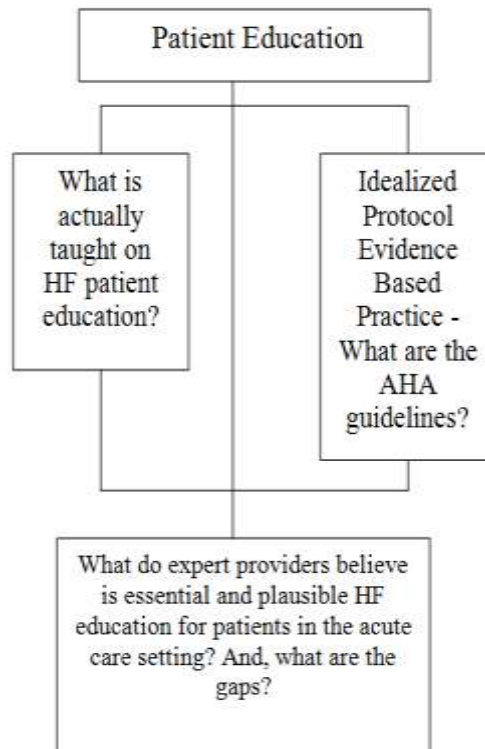 Patient Education
What is
actually
taught on
HF patient
education?
Idealized
Protocol
Evidence
Based
Practice -
What are the
AHA
guidelines?
What do expert providers believe
is essential and plausible HF
education for patients in the acute
care setting? And, what are the
gaps?